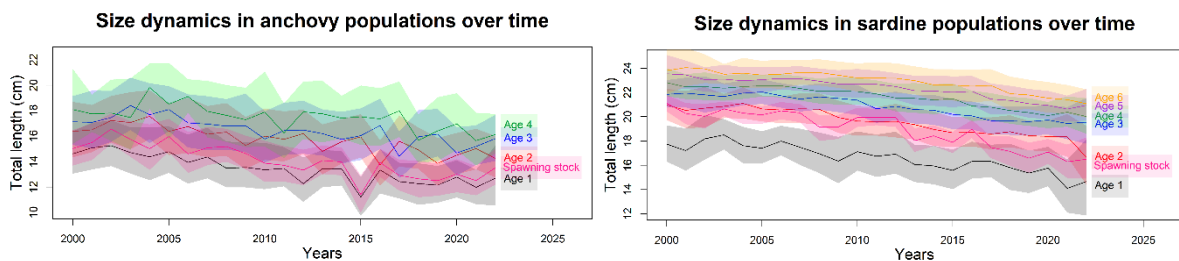 Size dynamics in anchovy populations over time
Total length (cm)
22
20
18
16
14
12
10
Age 4
Age 3
Age 2
Spawning stock
Age 1
2000 2005 2010 2015 2020 2025
Years
Size dynamics in sardine populations over time
Total length (cm)
24
22
20
18
16
14
12
Age 6
Age 5
Age 4
Age 3
Age 2
Spawning stock
Age 1
2000 2005 2010 2015 2020 2025
Years